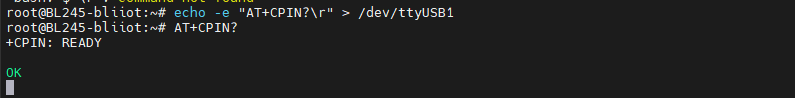 root@BL245-bliiot:~# echo -e "AT+CPIN?\r" > /dev/ttyUSB1
root@BL245-bliiot:~# AT+CPIN?
+CPIN: READY
OK